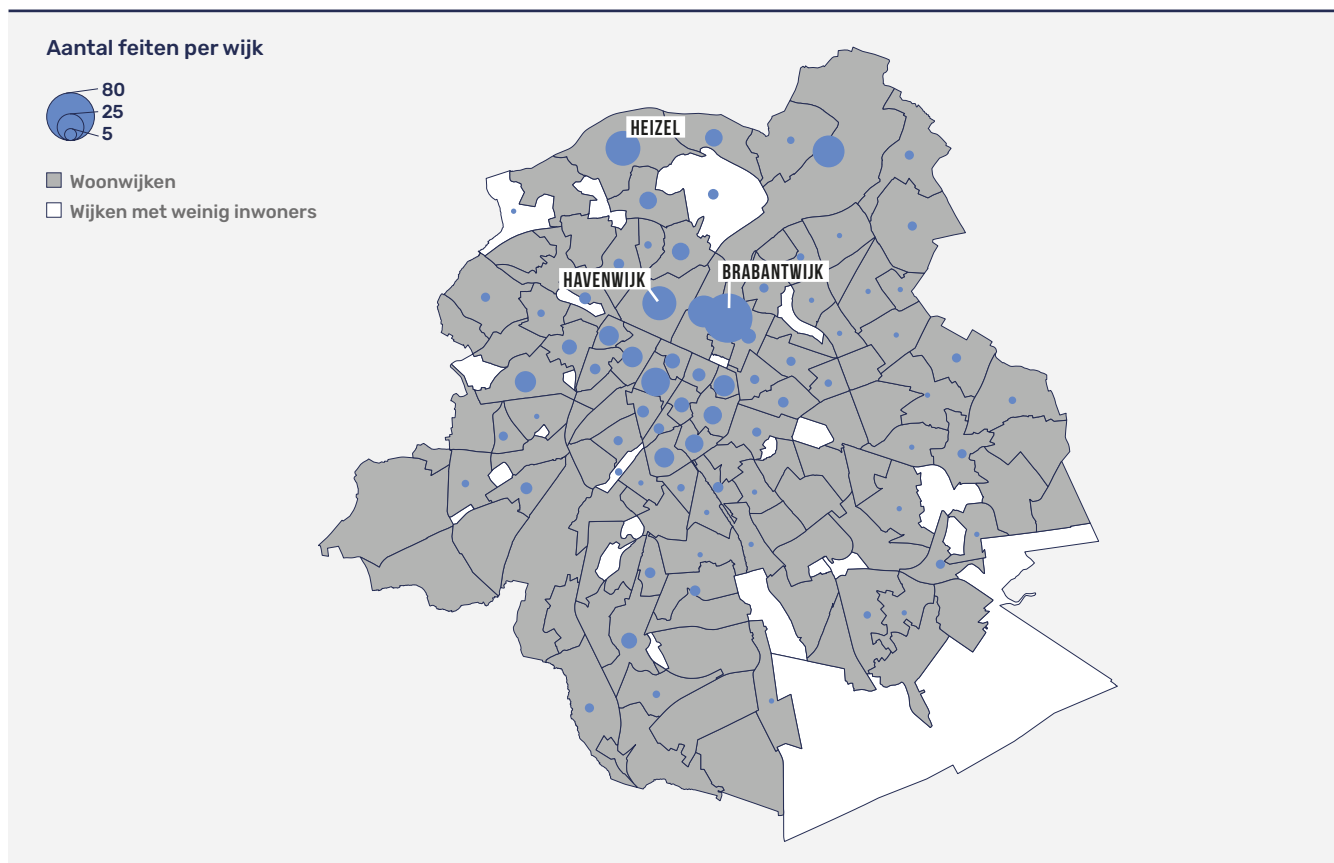 Aantal feiten per wijk
80
25
5
Woonwijken
Wijken met weinig inwoners
HEIZEL
HAVENWIJK
BRABANTWIJK